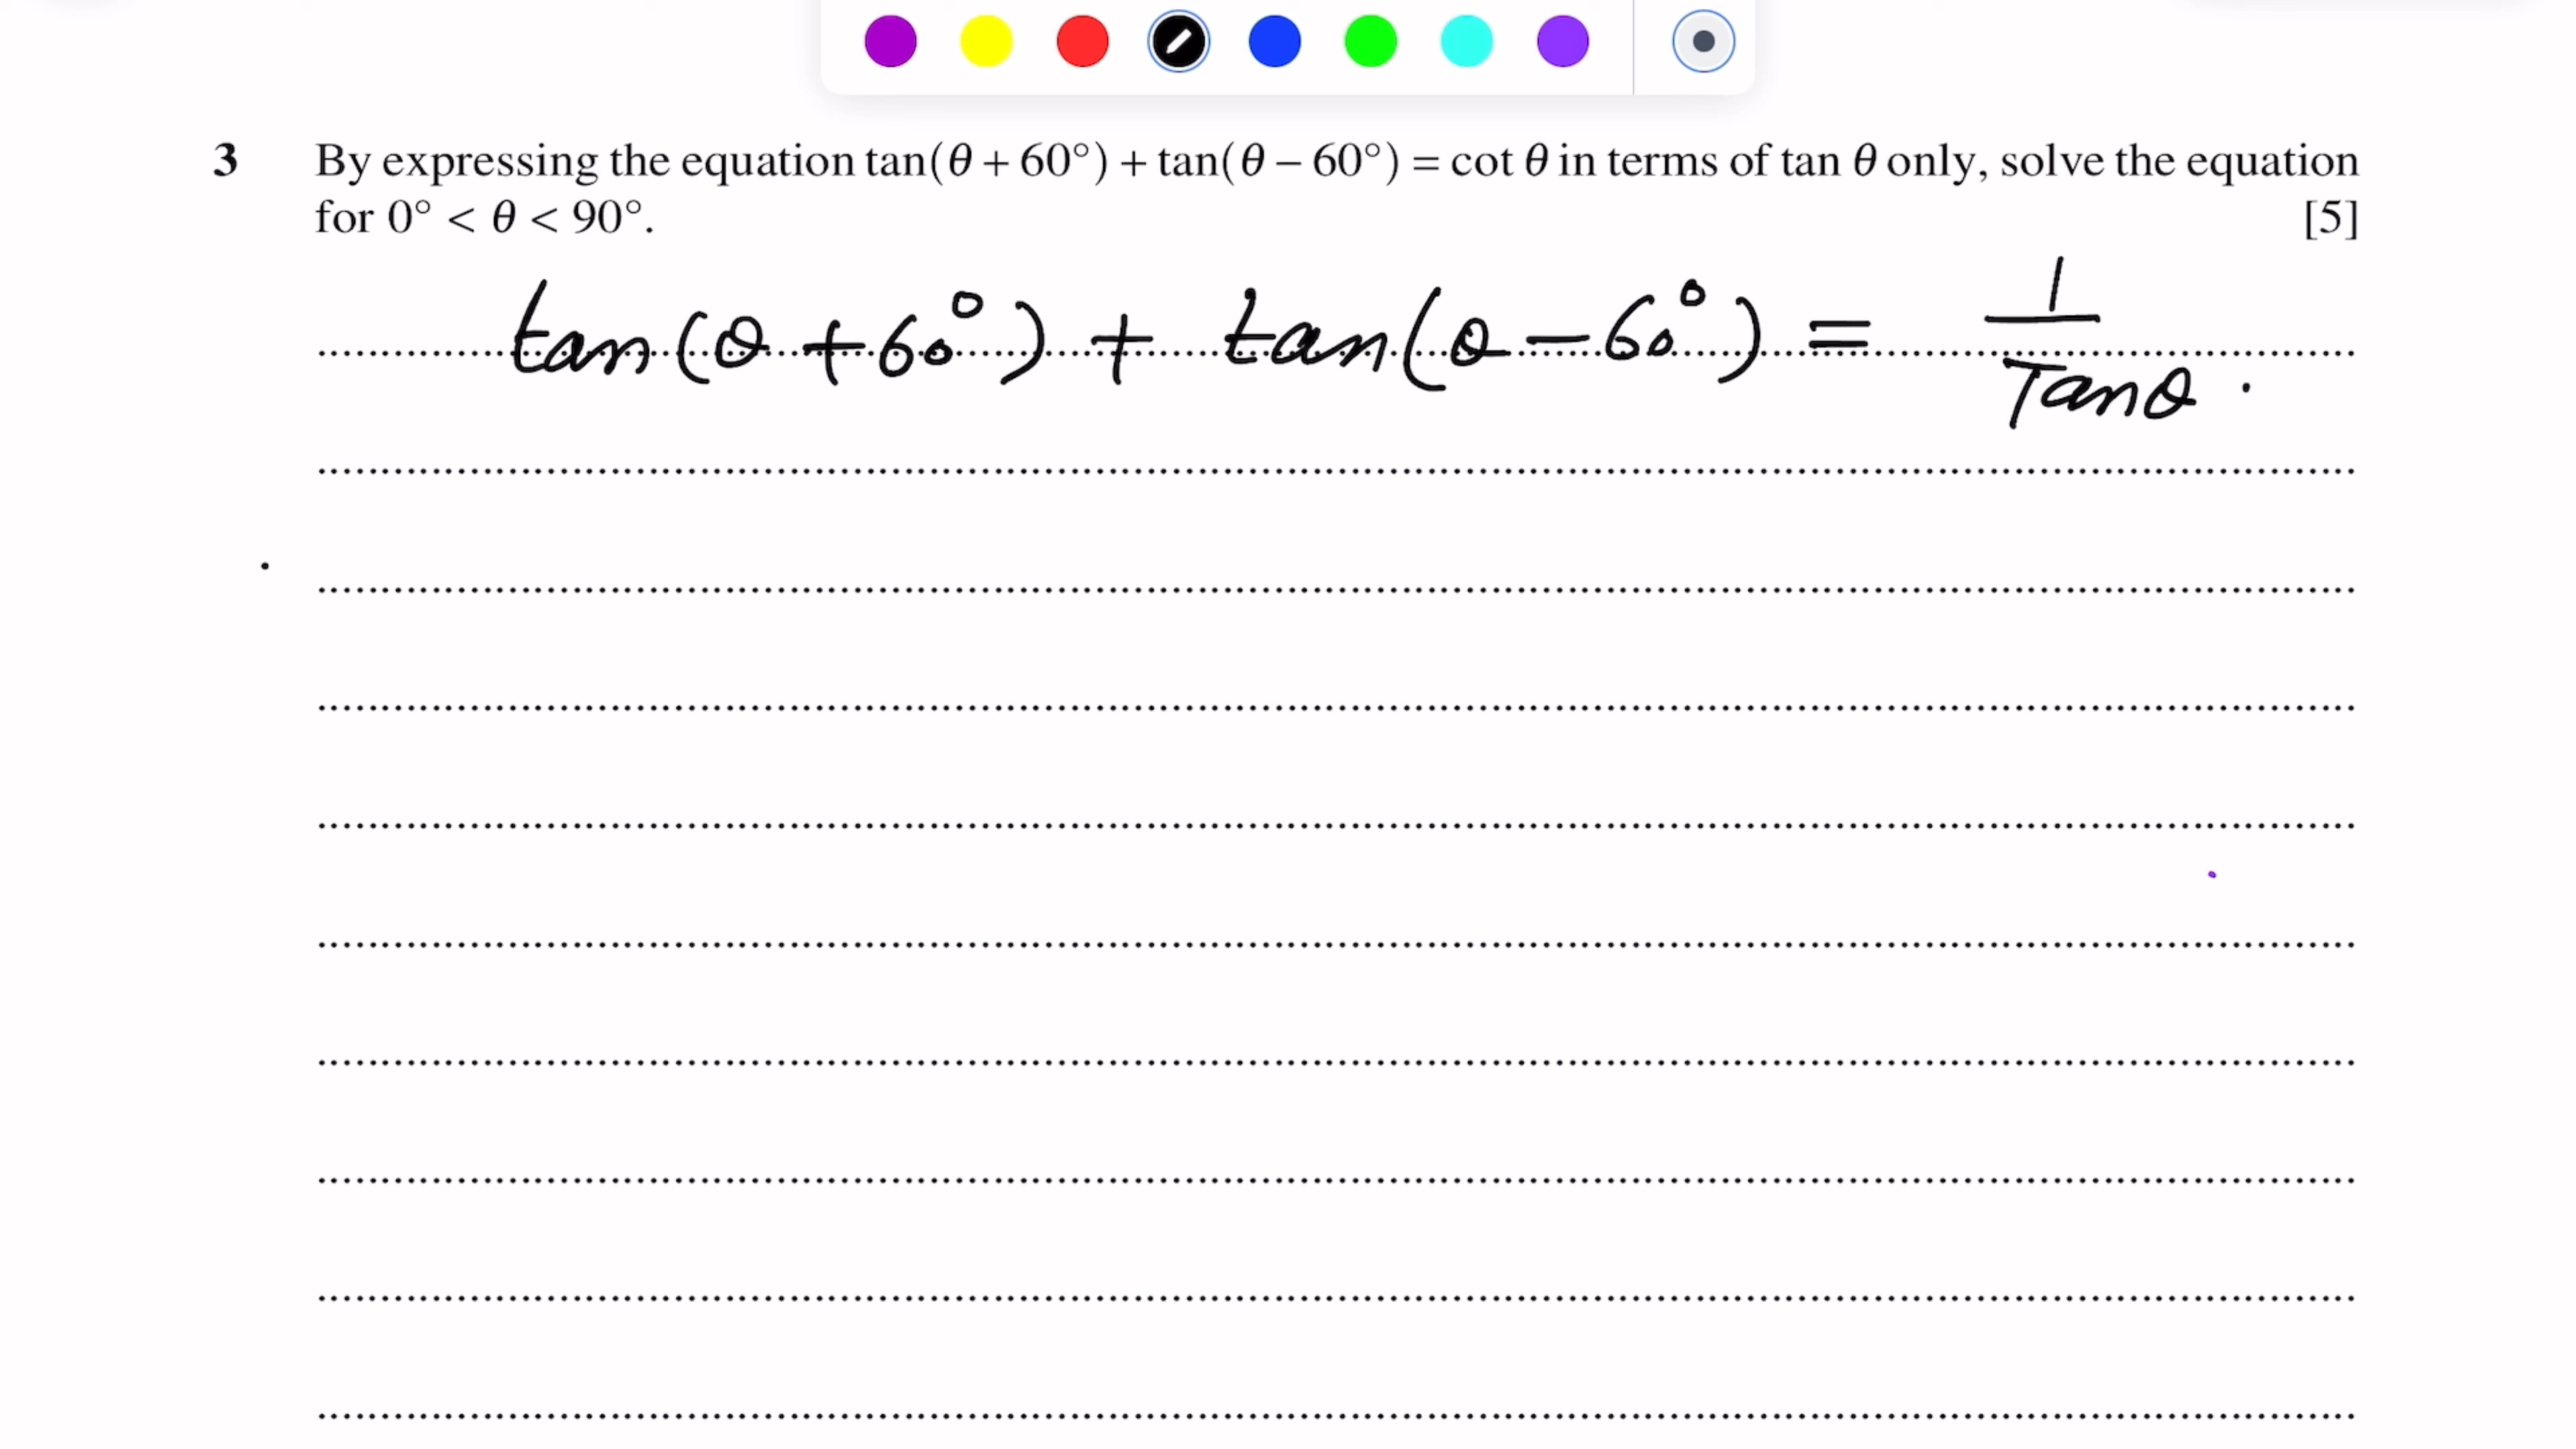 3 By expressing the equation tan(θ + 60°) + tan(θ − 60°) = cot θ in terms of tan θ only, solve the equation
for 0° < θ < 90°. [5]
tan(θ + 60°) + tan(θ − 60°) = 1/Tanθ.